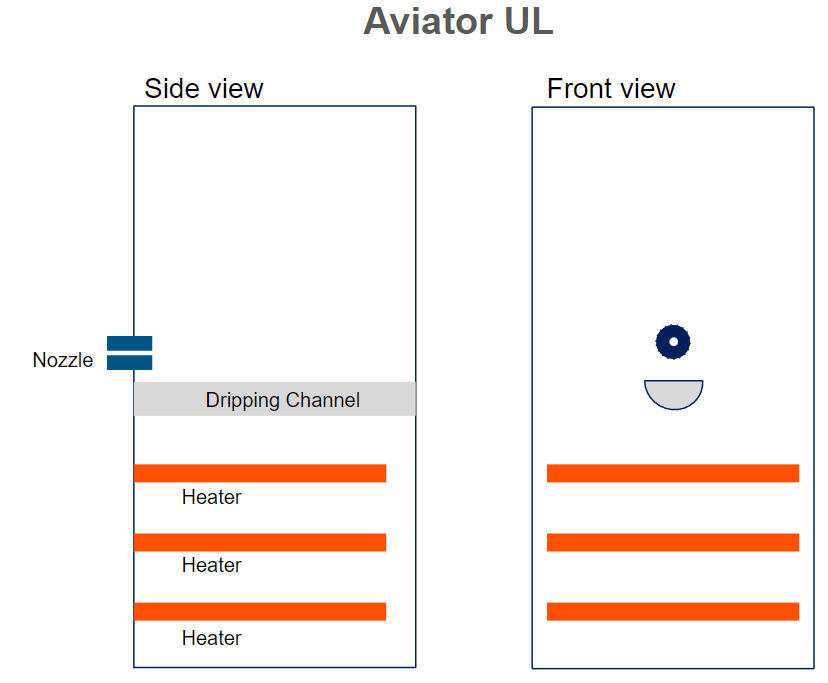 Aviator UL
Side view
Front view
Nozzle
Dripping Channel
Heater
Heater
Heater